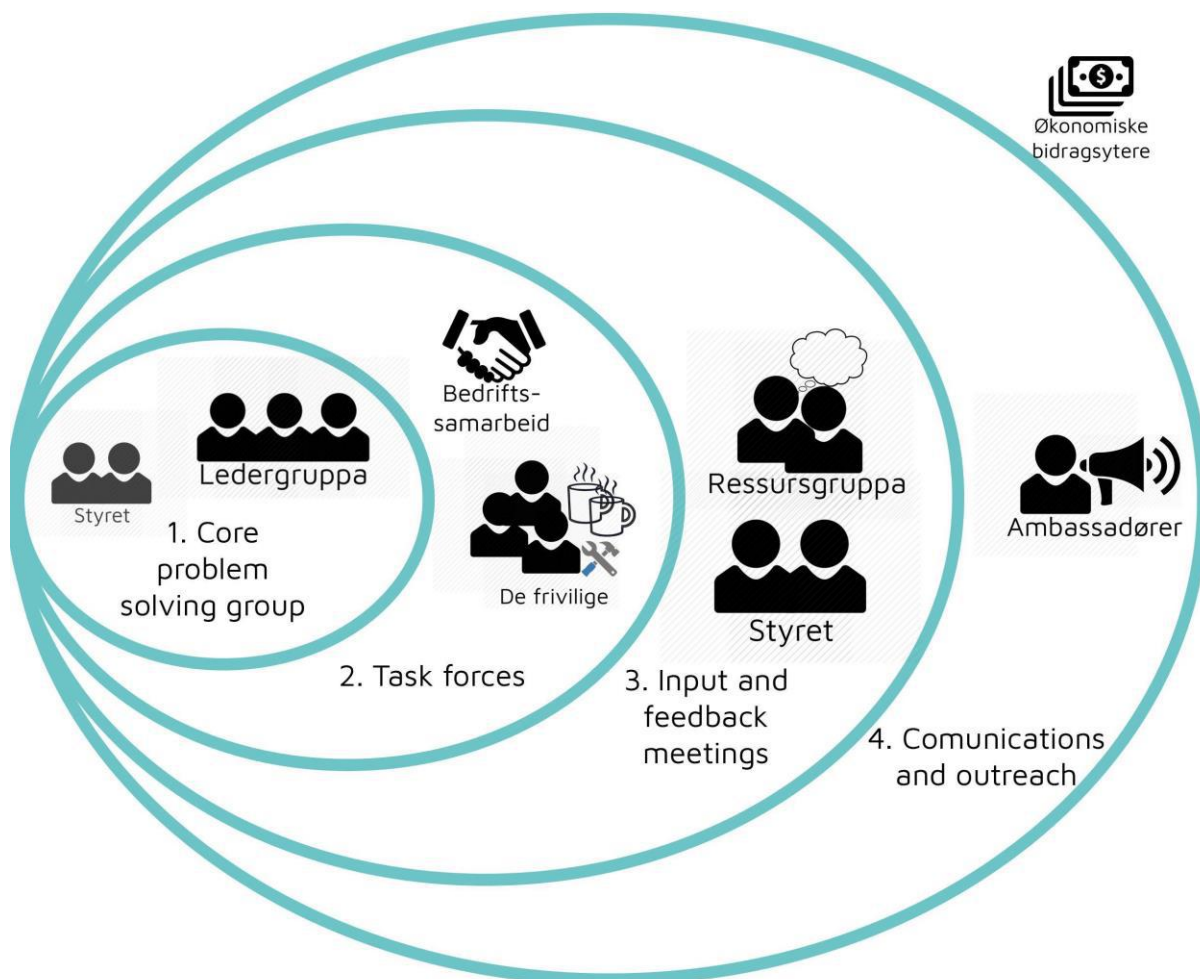 Økonomiske
bidragsytere
Bedrifts-
samarbeid
Styret
Ledergruppa
1. Core
problem
solving group
De frivilige
2. Task forces
Ressursgruppa
Styret
3. Input and
feedback
meetings
Ambassadører
4. Comunications
and outreach